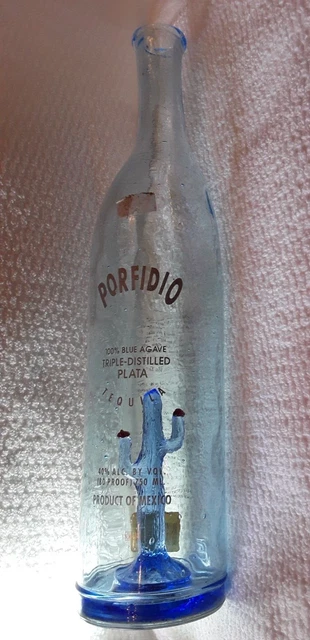 PORFIDIO
100% BLUE AGAVE
TRIPLE-DISTILLED
PLATA
TEQUILA
40% ALC. BY VOL.
(80 PROOF) 750 ML
PRODUCT OF MEXICO